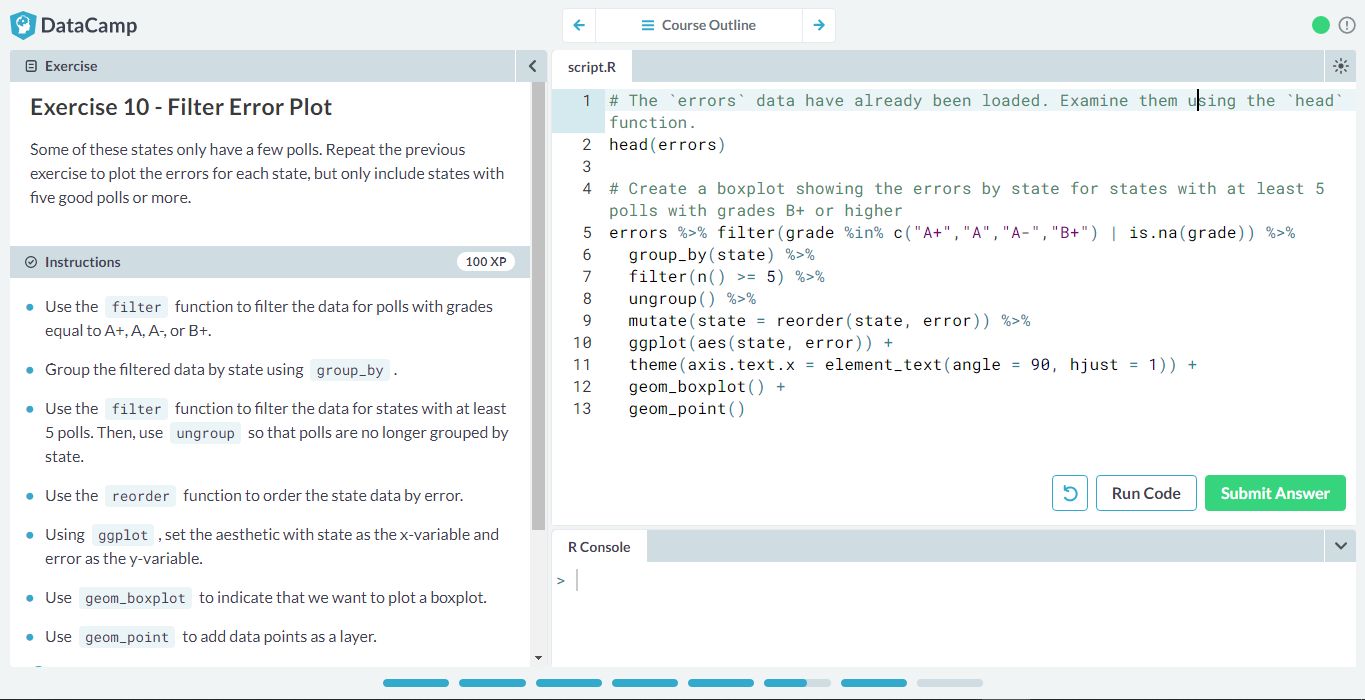 DataCamp
Course Outline
Exercise
Exercise 10 - Filter Error Plot
Some of these states only have a few polls. Repeat the previous
exercise to plot the errors for each state, but only include states with
five good polls or more.
Instructions
100 XP
Use the filter function to filter the data for polls with grades
equal to A+, A, A-, or B+.
Group the filtered data by state using group_by .
Use the filter function to filter the data for states with at least
5 polls. Then, use ungroup so that polls are no longer grouped by
state.
Use the reorder function to order the state data by error.
Using ggplot , set the aesthetic with state as the x-variable and
error as the y-variable.
Use geom_boxplot to indicate that we want to plot a boxplot.
Use geom_point to add data points as a layer.
script.R
1 # The `errors` data have already been loaded. Examine them using the `head`
function.
2 head(errors)
3
4 # Create a boxplot showing the errors by state for states with at least 5
polls with grades B+ or higher
5 errors %>% filter(grade %in% c("A+","A","A-","B+") | is.na(grade)) %>%
6 group_by(state) %>%
7 filter(n() >= 5) %>%
8 ungroup() %>%
9 mutate(state = reorder(state, error)) %>%
10 ggplot(aes(state, error)) +
11 theme(axis.text.x = element_text(angle = 90, hjust = 1)) +
12 geom_boxplot() +
13 geom_point()
Run Code
Submit Answer
R Console
>